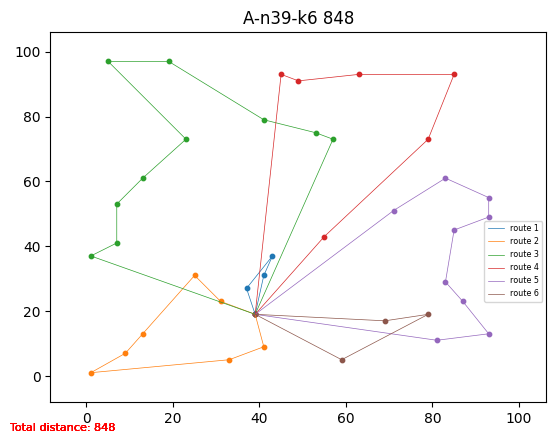 A-n39-k6 848
100
80
60
40
20
0
route 1
route 2
route 3
route 4
route 5
route 6
0 20 40 60 80 100
Total distance: 848